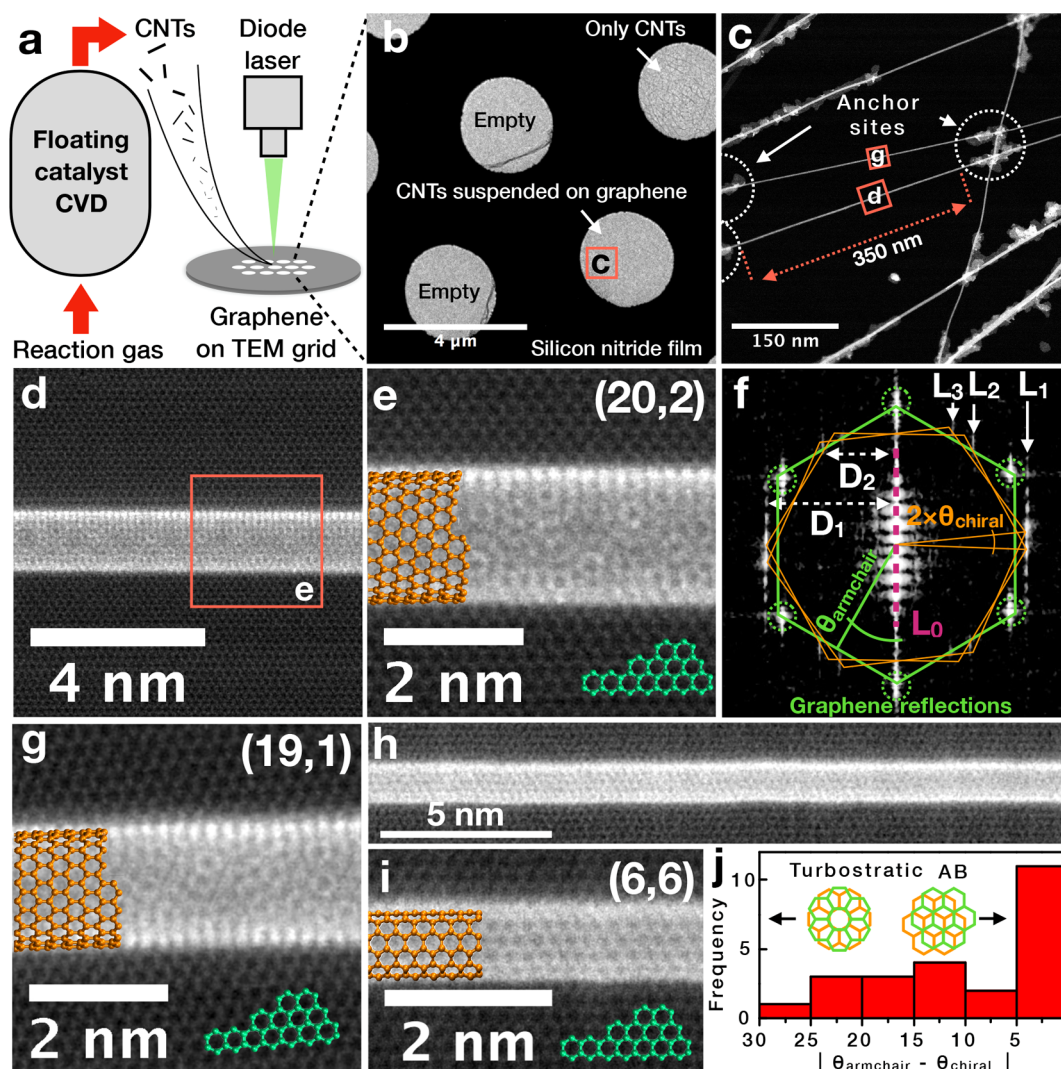 a
CNTs
Diode
laser
Floating
catalyst
CVD
Reaction gas
Graphene
on TEM grid
b
Only CNTs
Empty
CNTs suspended on graphene
c
Empty
4 µm
Silicon nitride film
c
Anchor
sites
g
d
350 nm
150 nm
d
e
4 nm
e
(20,2)
2 nm
f
L3
L2
L1
D2
D1
2×θchiral
θarmchair
L0
Graphene reflections
g
(19,1)
2 nm
h
5 nm
i
(6,6)
2 nm
j
Turbostratic
AB
Frequency
10
5
0
30
25
20
15
10
5
| θarmchair - θchiral |